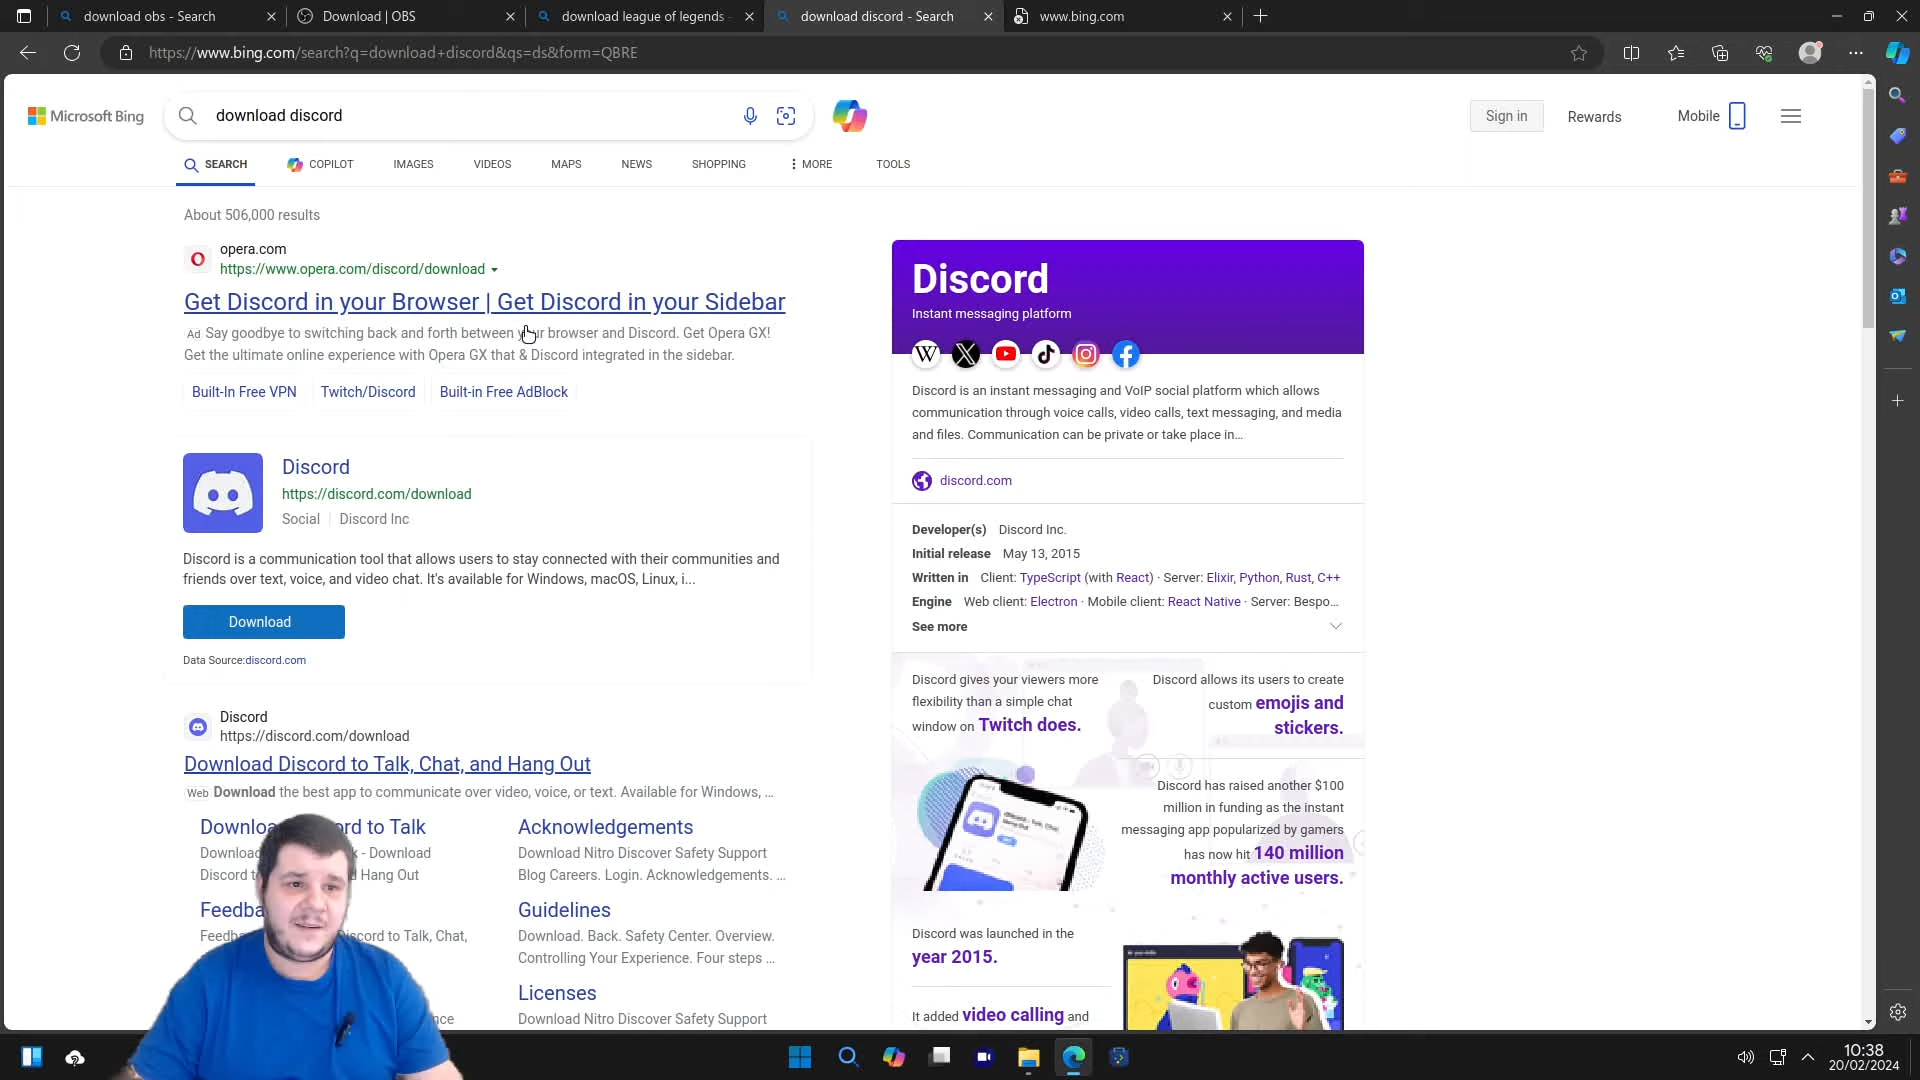 download obs - Search
Download | OBS
download league of legends -
download discord - Search
www.bing.com
https://www.bing.com/search?q=download+discord&qs=ds&form=QBRE
Microsoft Bing
download discord
Sign in
Rewards
Mobile
SEARCH
COPILOT
IMAGES
VIDEOS
MAPS
NEWS
SHOPPING
MORE
TOOLS
About 506,000 results
opera.com
https://www.opera.com/discord/download
Get Discord in your Browser | Get Discord in your Sidebar
Ad Say goodbye to switching back and forth between your browser and Discord. Get Opera GX!
Get the ultimate online experience with Opera GX that & Discord integrated in the sidebar.
Built-In Free VPN
Twitch/Discord
Built-in Free AdBlock
Discord
https://discord.com/download
Social
Discord Inc
Discord is a communication tool that allows users to stay connected with their communities and
friends over text, voice, and video chat. It's available for Windows, macOS, Linux, i...
Download
Data Source:discord.com
Discord
https://discord.com/download
Download Discord to Talk, Chat, and Hang Out
Web Download the best app to communicate over video, voice, or text. Available for Windows, ...
to Talk
- Download
Discord
Hang Out
Acknowledgements
Download Nitro Discover Safety Support
Blog Careers. Login. Acknowledgements. ...
to Talk, Chat,
Guidelines
Download. Back. Safety Center. Overview.
Controlling Your Experience. Four steps ...
Licenses
Download Nitro Discover Safety Support
Discord
Instant messaging platform
Discord is an instant messaging and VoIP social platform which allows
communication through voice calls, video calls, text messaging, and media
and files. Communication can be private or take place in...
discord.com
Developer(s) Discord Inc.
Initial release May 13, 2015
Written in Client: TypeScript (with React) · Server: Elixir, Python, Rust, C++
Engine Web client: Electron · Mobile client: React Native · Server: Bespo...
See more
Discord gives your viewers more
flexibility than a simple chat
window on Twitch does.
Discord allows its users to create
custom emojis and
stickers.
Discord has raised another $100
million in funding as the instant
messaging app popularized by gamers
has now hit 140 million
monthly active users.
Discord was launched in the
year 2015.
It added video calling and
10:38
20/02/2024